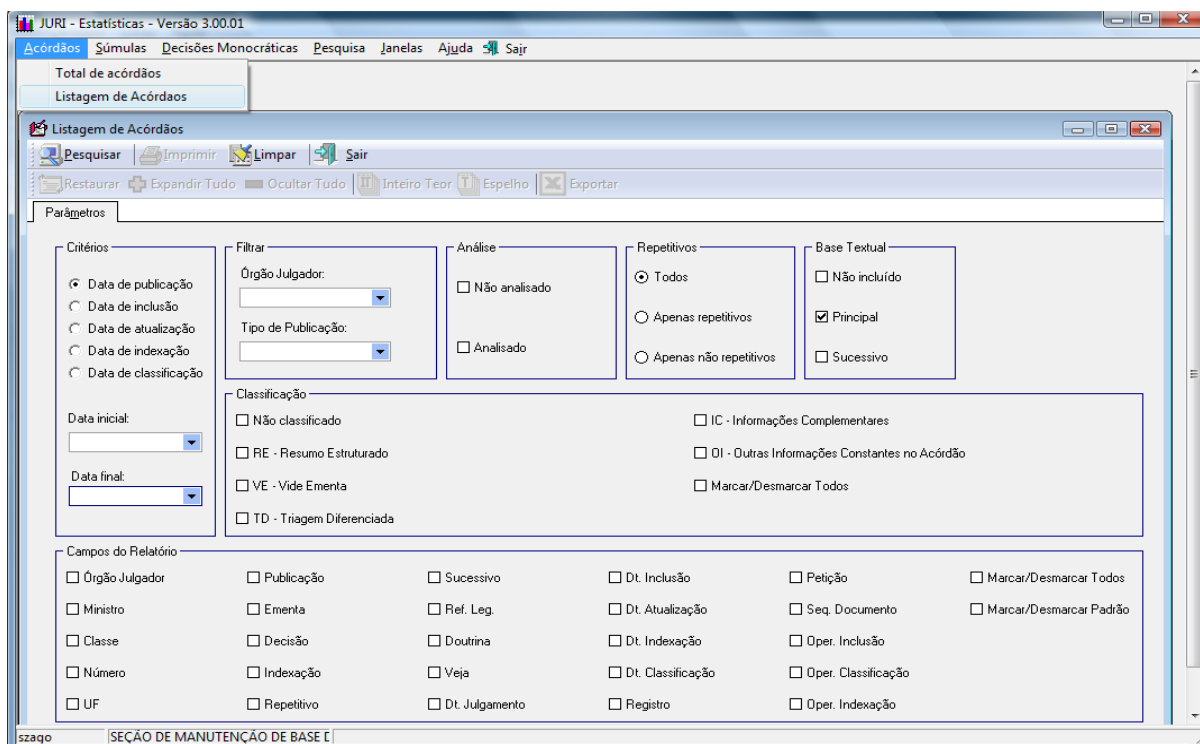 JURI - Estatísticas - Versão 3.00.01
Acórdãos Súmulas Decisões Monocráticas Pesquisa Janelas Ajuda Sair
Total de acórdãos
Listagem de Acórdaos
Listagem de Acórdãos
Pesquisar Imprimir Limpar Sair
Restaurar Expandir Tudo Ocultar Tudo Inteiro Teor Espelho Exportar
Parâmetros
Critérios
Data de publicação
Data de inclusão
Data de atualização
Data de indexação
Data de classificação
Data inicial:
Data final:
Filtrar
Órgão Julgador:
Tipo de Publicação:
Análise
Não analisado
Analisado
Repetitivos
Todos
Apenas repetitivos
Apenas não repetitivos
Base Textual
Não incluído
Principal
Sucessivo
Classificação
Não classificado
RE - Resumo Estruturado
VE - Vide Ementa
TD - Triagem Diferenciada
IC - Informações Complementares
OI - Outras Informações Constantes no Acórdão
Marcar/Desmarcar Todos
Campos do Relatório
Órgão Julgador Publicação Sucessivo Dt. Inclusão Petição Marcar/Desmarcar Todos
Ministro Ementa Ref. Leg. Dt. Atualização Seq. Documento Marcar/Desmarcar Padrão
Classe Decisão Doutrina Dt. Indexação Oper. Inclusão
Número Indexação Veja Dt. Classificação Oper. Classificação
UF Repetitivo Dt. Julgamento Registro Oper. Indexação
szago SEÇÃO DE MANUTENÇÃO DE BASE D